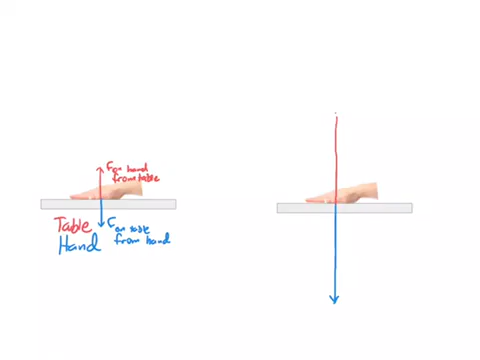 F on hand
from table
Table
Hand
F on table
from hand